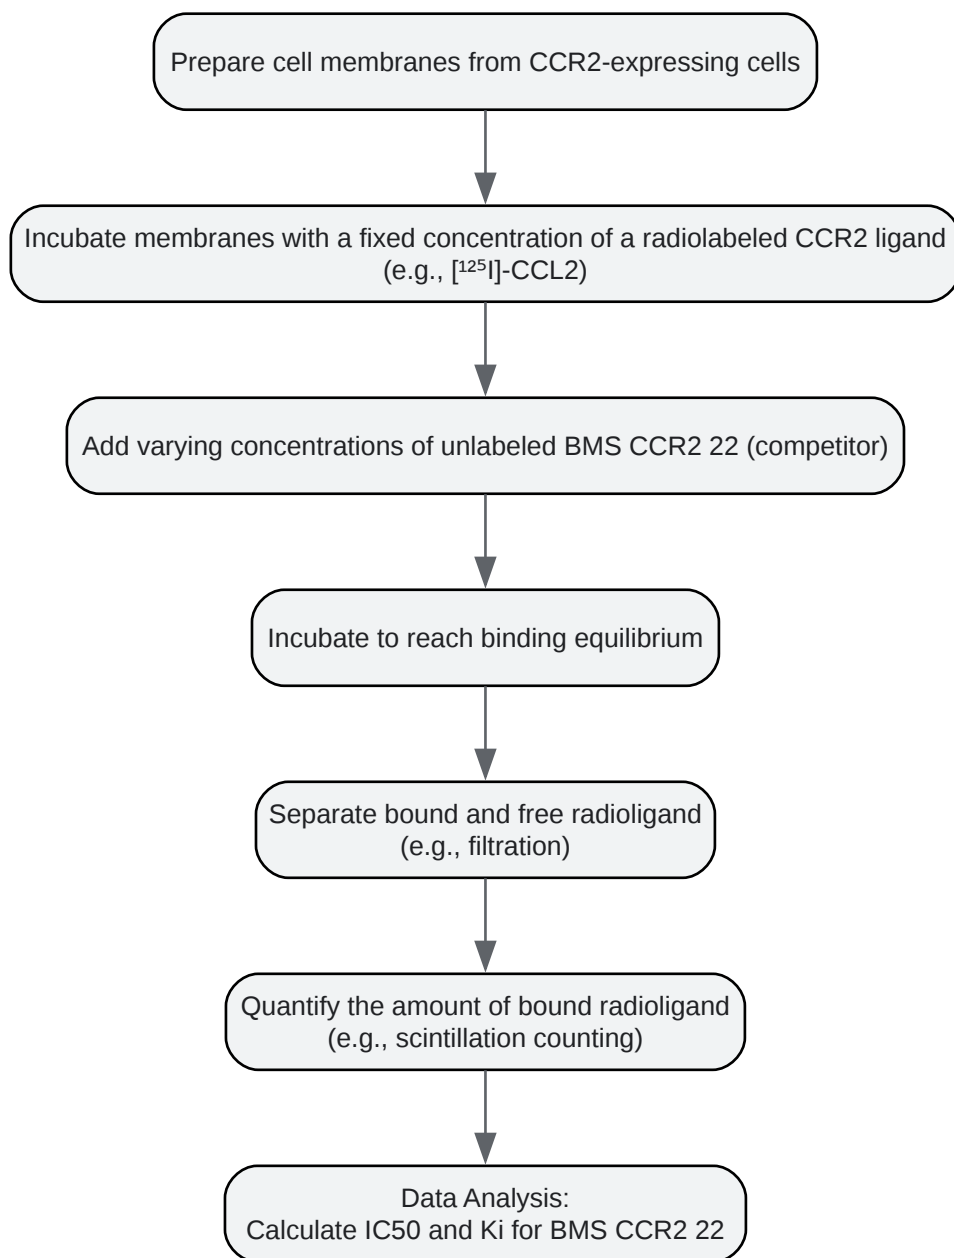 Prepare cell membranes from CCR2-expressing cells
Incubate membranes with a fixed concentration of a radiolabeled CCR2 ligand
(e.g., [¹²⁵I]-CCL2)
Add varying concentrations of unlabeled BMS CCR2 22 (competitor)
Incubate to reach binding equilibrium
Separate bound and free radioligand
(e.g., filtration)
Quantify the amount of bound radioligand
(e.g., scintillation counting)
Data Analysis:
Calculate IC50 and Ki for BMS CCR2 22